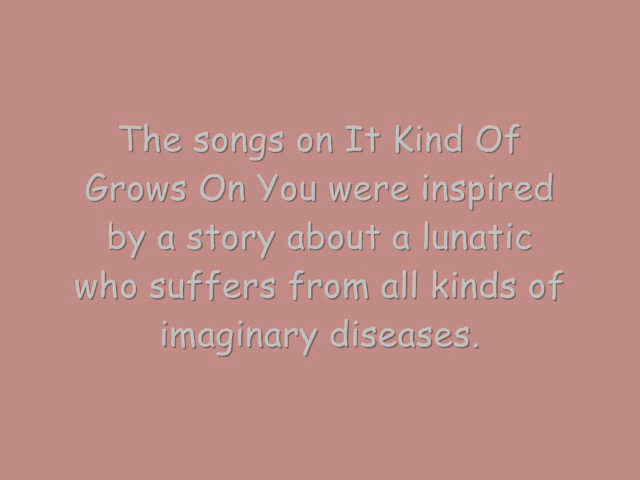 The songs on It Kind Of
Grows On You were inspired
by a story about a lunatic
who suffers from all kinds of
imaginary diseases.